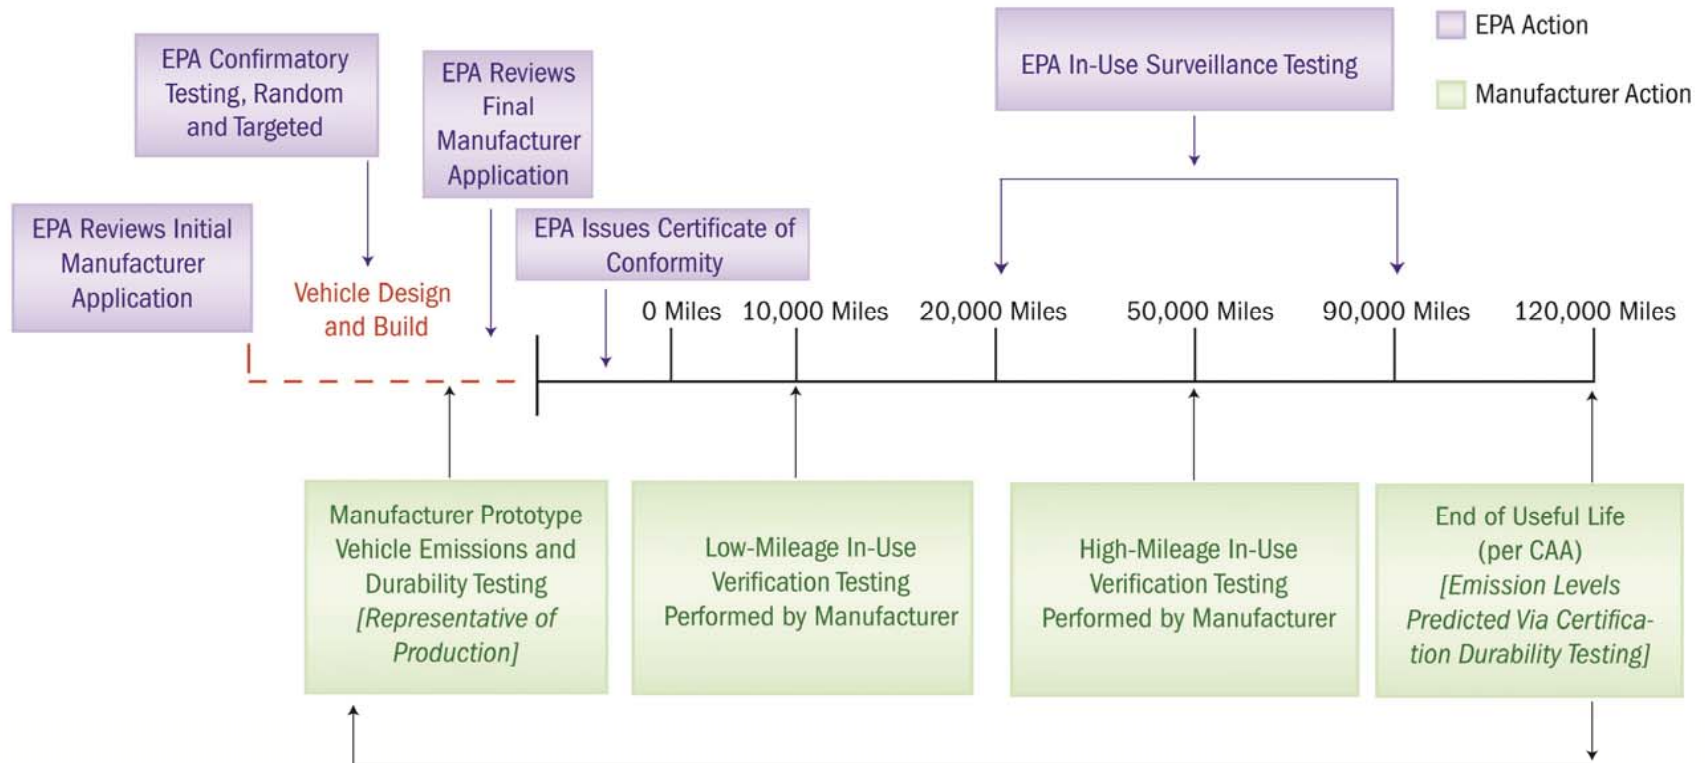 EPA Confirmatory
Testing, Random
and Targeted
EPA Reviews
Final
Manufacturer
Application
EPA In-Use Surveillance Testing
EPA Action
Manufacturer Action
EPA Reviews Initial
Manufacturer
Application
EPA Issues Certificate of
Conformity
Vehicle Design
and Build
0 Miles
10,000 Miles
20,000 Miles
50,000 Miles
90,000 Miles
120,000 Miles
Manufacturer Prototype
Vehicle Emissions and
Durability Testing
[Representative of
Production]
Low-Mileage In-Use
Verification Testing
Performed by Manufacturer
High-Mileage In-Use
Verification Testing
Performed by Manufacturer
End of Useful Life
(per CAA)
[Emission Levels
Predicted Via Certifica-
tion Durability Testing]